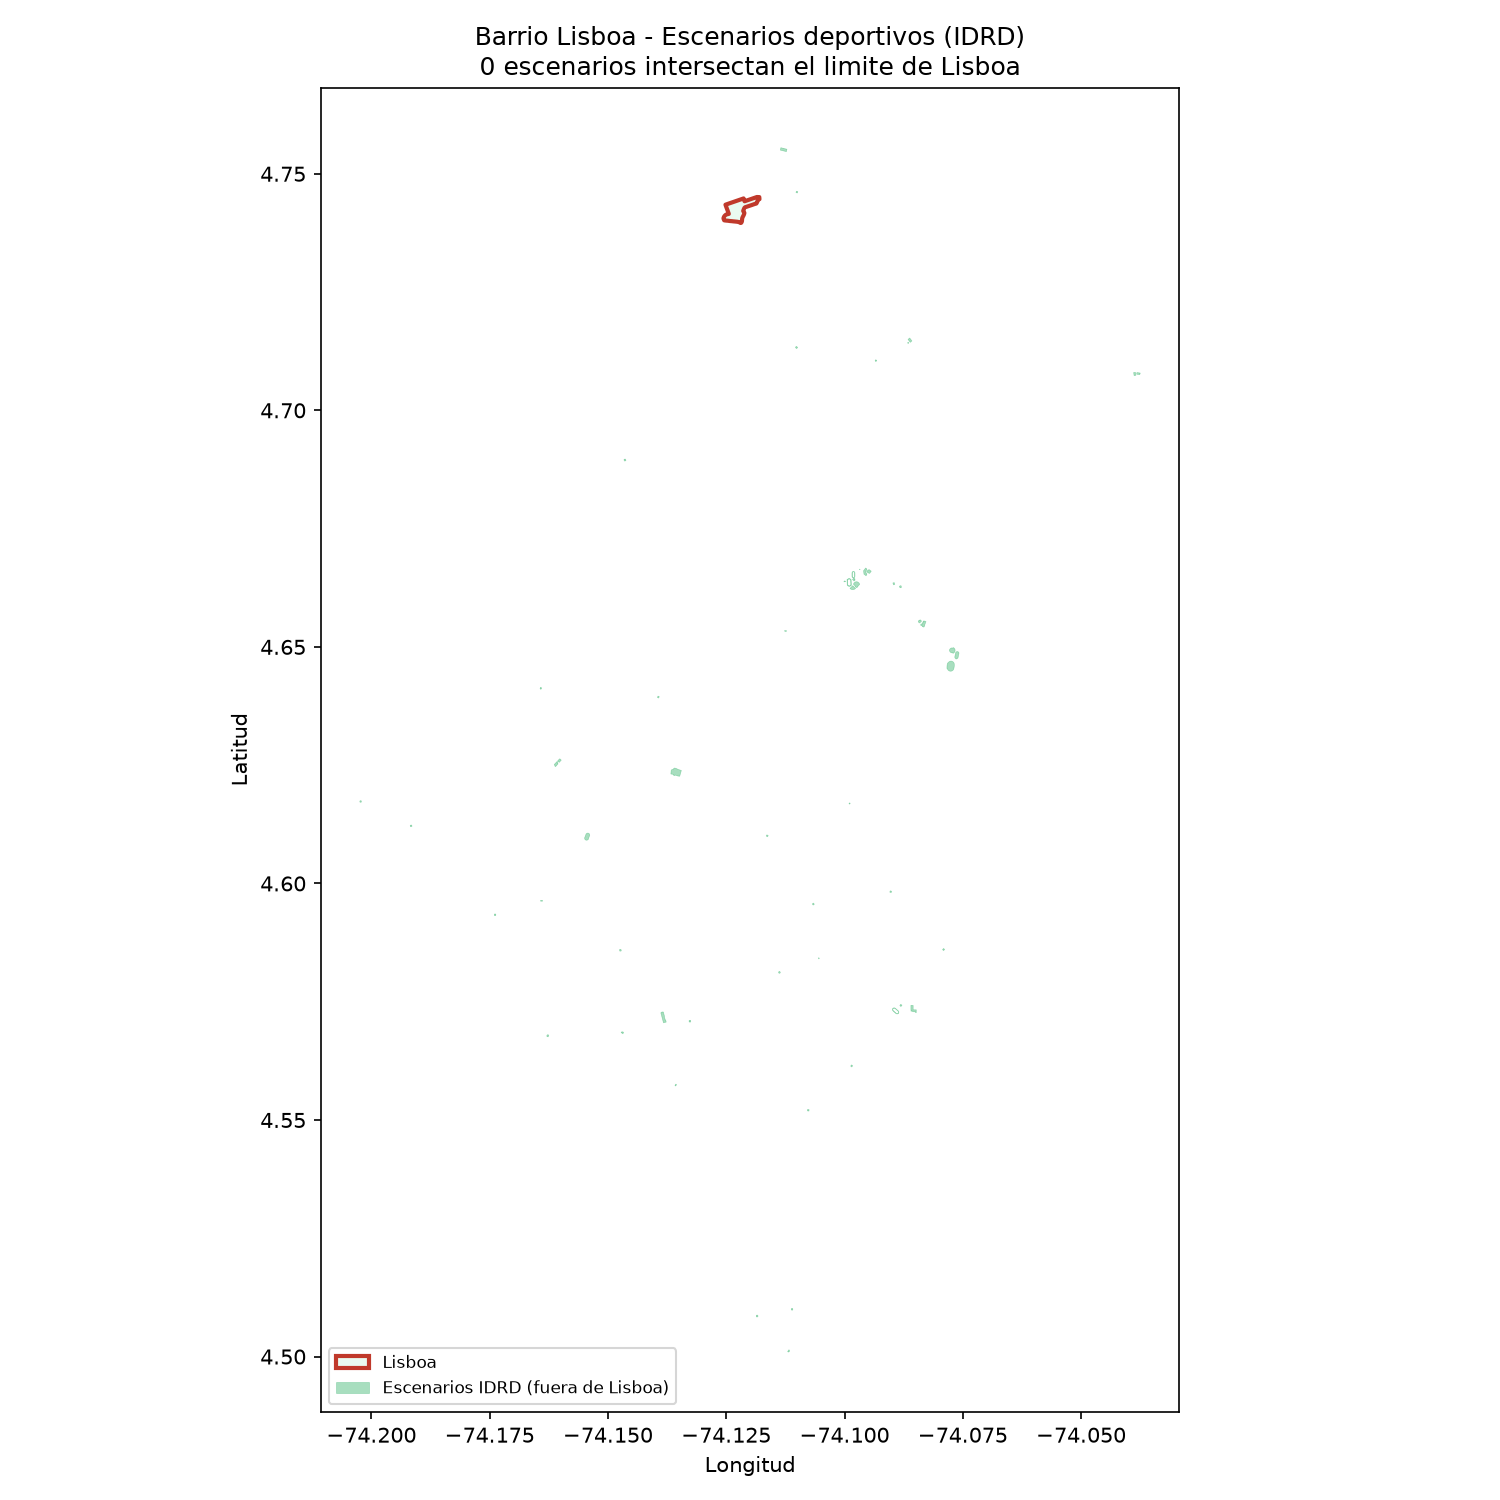 Barrio Lisboa - Escenarios deportivos (IDRD)
0 escenarios intersectan el limite de Lisboa
4.75
4.70
4.65
4.60
4.55
4.50
Latitud
Lisboa
Escenarios IDRD (fuera de Lisboa)
−74.200 −74.175 −74.150 −74.125 −74.100 −74.075 −74.050
Longitud